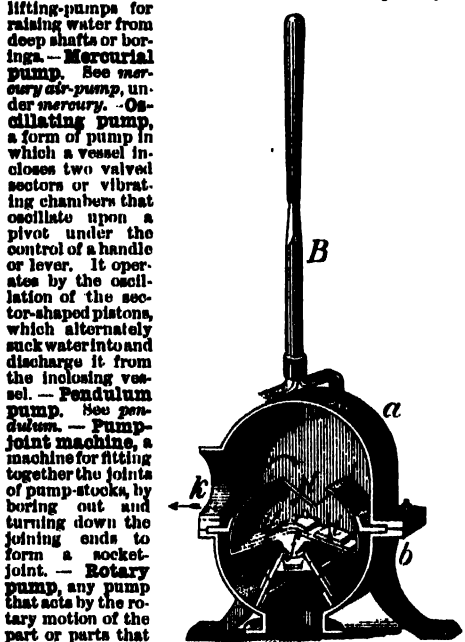 lifting-pumps for
raising water from
deep shafts or bor-
ings.—Mercurial
pump. See mer-
cury air-pump, un-
der mercury.—Os-
cillating pump,
a form of pump in
which a vessel in-
closes two valved
sectors or vibrat-
ing chambers that
oscillate upon a
pivot under the
control of a handle
or lever. It oper-
ates by the oscil-
lation of the sec-
tor-shaped pistons,
which alternately
suck water into and
discharge it from
the inclosing ves-
sel.—Pendulum
pump. See pen-
dulum.—Pump-
joint machine, a
machine for fitting
together the joints
of pump-stocks, by
boring out and
turning down the
joining ends to
form a socket-
joint.—Rotary
pump, any pump
that acts by the ro-
tary motion of the
part or parts that
B
a
k
b